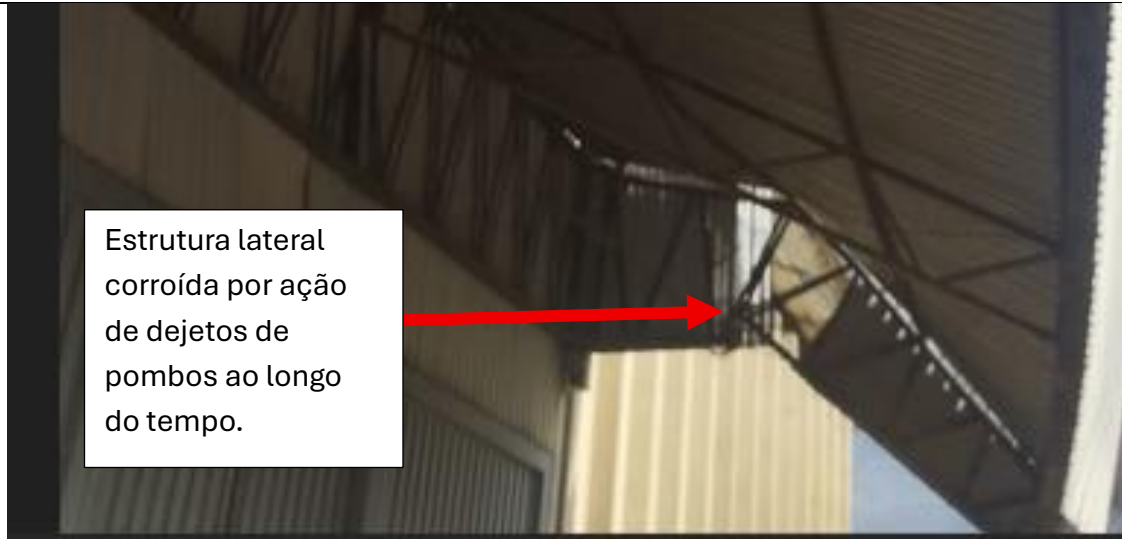 Estrutura lateral
corroída por ação
de dejetos de
pombos ao longo
do tempo.